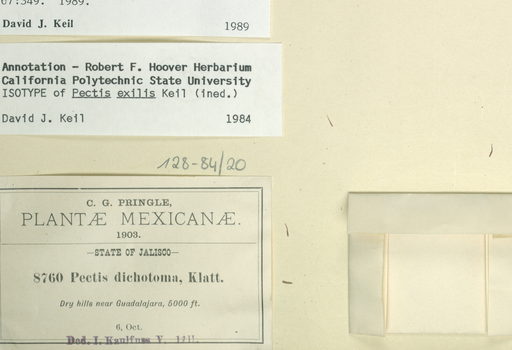 67:349. 1989.
David J. Keil 1989
Annotation – Robert F. Hoover Herbarium
California Polytechnic State University
ISOTYPE of Pectis exilis Keil (ined.)
David J. Keil 1984
128-84/20
C. G. PRINGLE,
PLANTÆ MEXICANÆ.
1903.
—STATE OF JALISCO—
8760 Pectis dichotoma, Klatt.
Dry hills near Guadalajara, 5000 ft.
6, Oct.
Ded. I. Kaulfuss V.